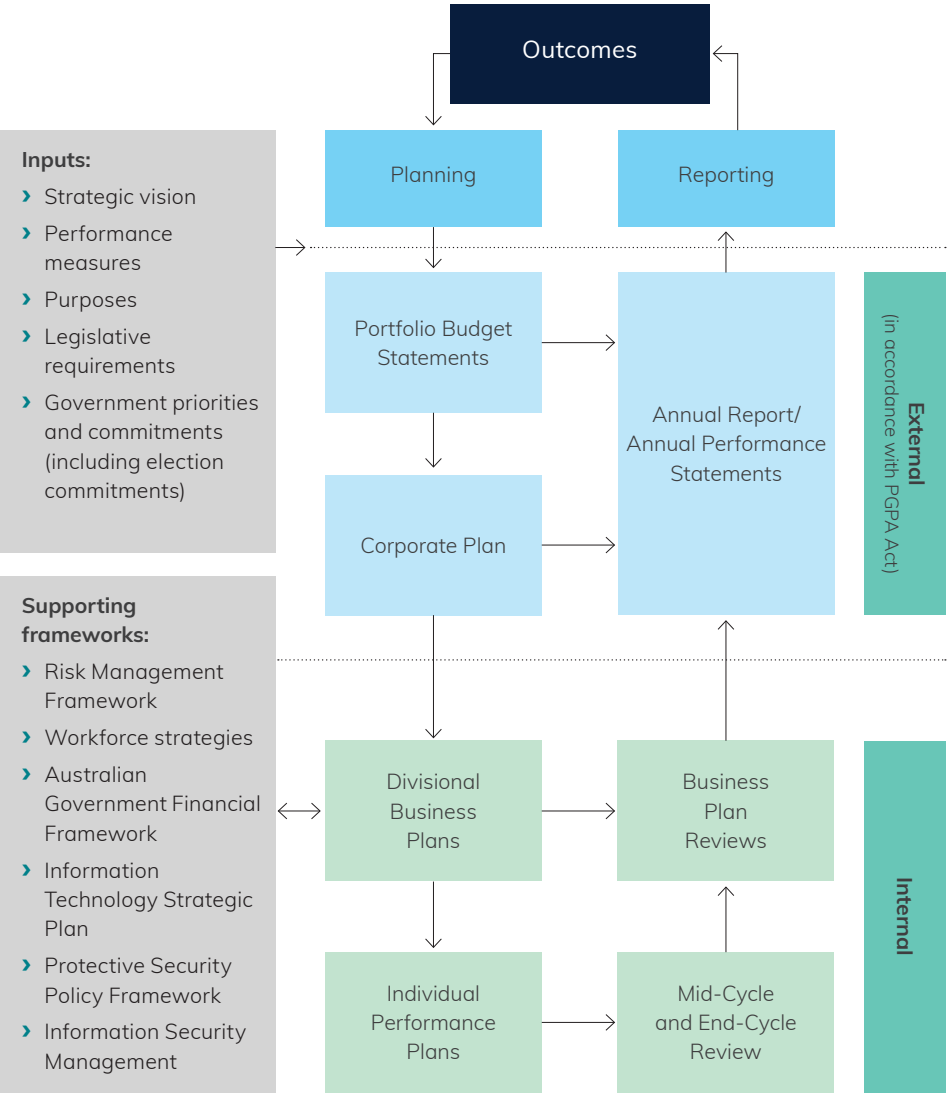 Outcomes
Planning
Reporting
Inputs:
› Strategic vision
› Performance
measures
› Purposes
› Legislative
requirements
› Government priorities
and commitments
(including election
commitments)
Portfolio Budget
Statements
Corporate Plan
Annual Report/
Annual Performance
Statements
External
(in accordance with PGPA Act)
Supporting
frameworks:
› Risk Management
Framework
› Workforce strategies
› Australian
Government Financial
Framework
› Information
Technology Strategic
Plan
› Protective Security
Policy Framework
› Information Security
Management
Divisional
Business
Plans
Business
Plan
Reviews
Individual
Performance
Plans
Mid-Cycle
and End-Cycle
Review
Internal